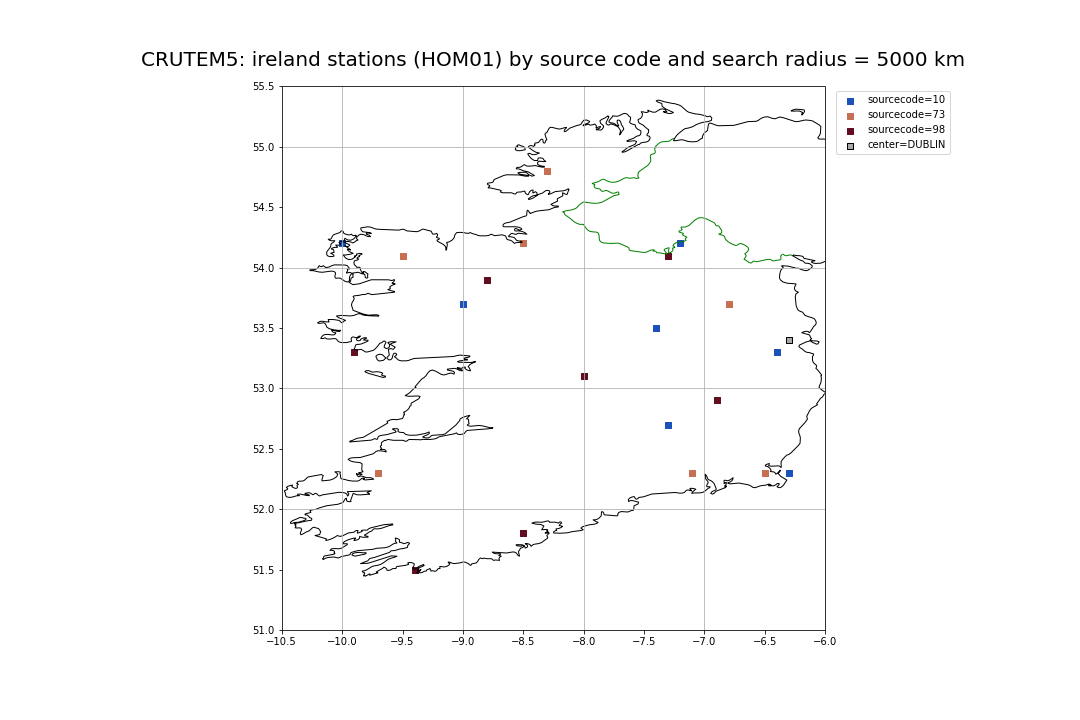 CRUTEM5: ireland stations (HOM01) by source code and search radius = 5000 km
sourcecode=10
sourcecode=73
sourcecode=98
center=DUBLIN
55.5
55.0
54.5
54.0
53.5
53.0
52.5
52.0
51.5
51.0
−10.5 −10.0 −9.5 −9.0 −8.5 −8.0 −7.5 −7.0 −6.5 −6.0